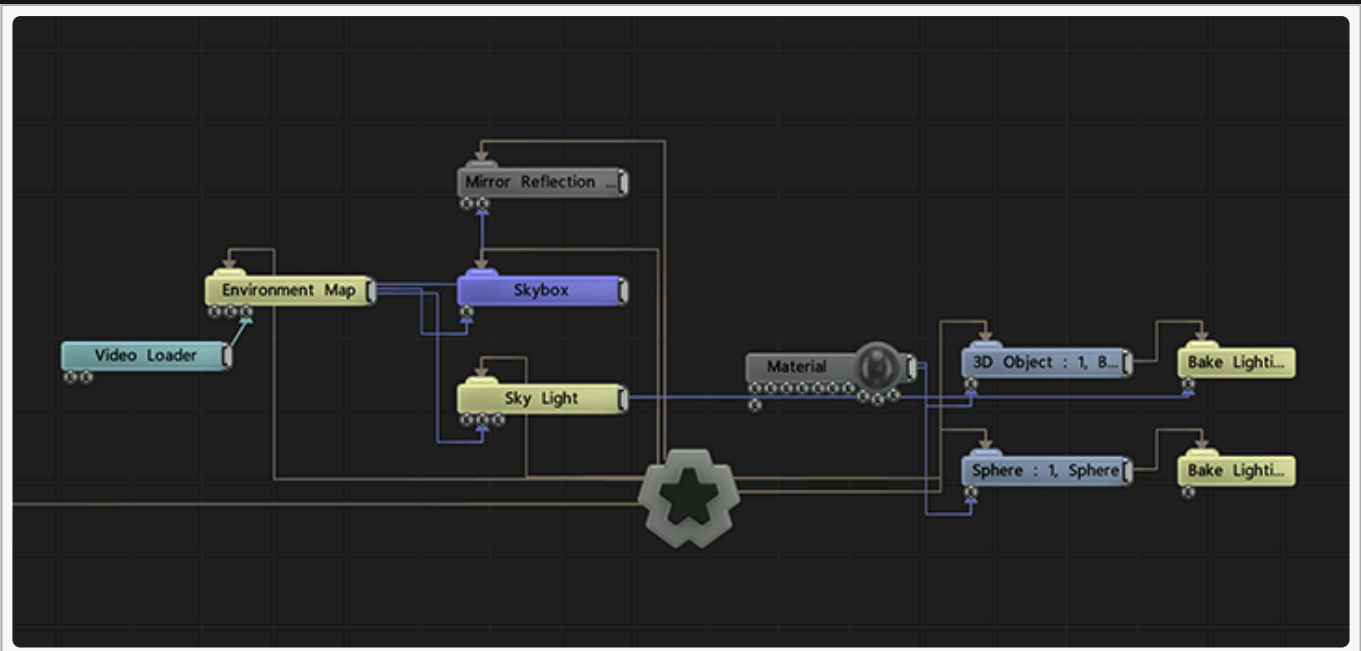 Mirror Reflection ...
Environment Map
Skybox
Video Loader
Sky Light
Material
3D Object : 1, B...
Bake Lighti...
Sphere : 1, Sphere
Bake Lighti...